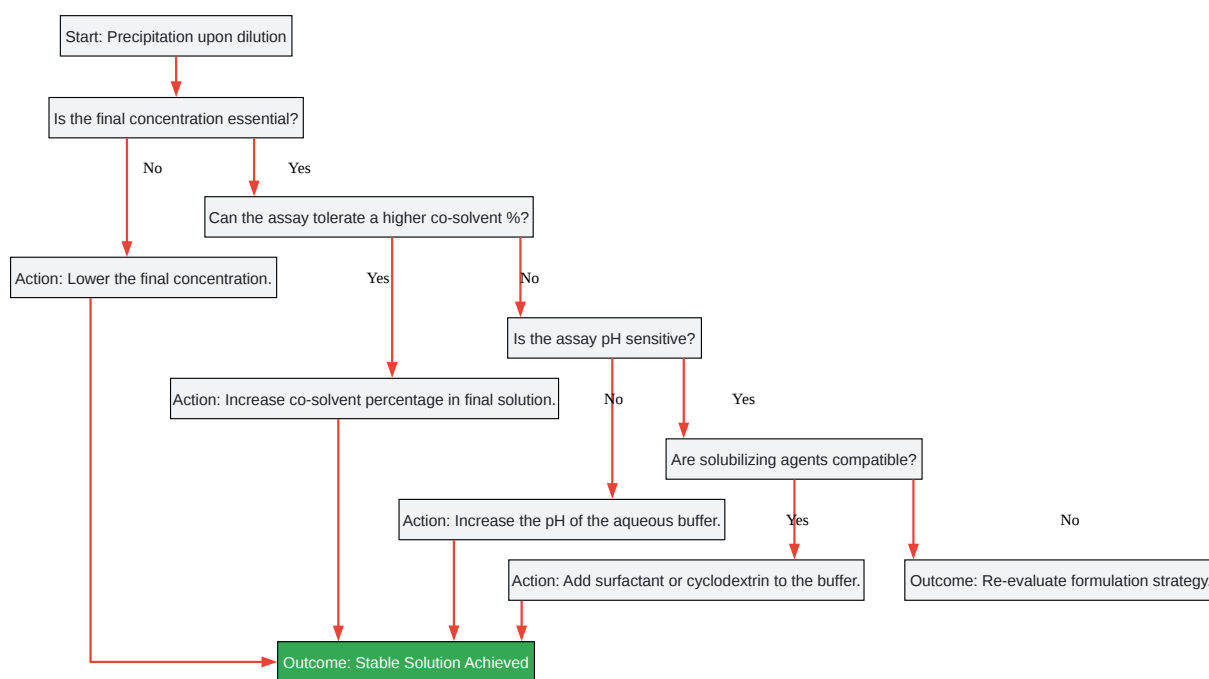 Start: Precipitation upon dilution
Is the final concentration essential?
No
Yes
Can the assay tolerate a higher co-solvent %?
Action: Lower the final concentration.
Yes
No
Is the assay pH sensitive?
Action: Increase co-solvent percentage in final solution.
No
Yes
Are solubilizing agents compatible?
Action: Increase the pH of the aqueous buffer.
Yes
No
Action: Add surfactant or cyclodextrin to the buffer.
Outcome: Re-evaluate formulation strategy.
Outcome: Stable Solution Achieved